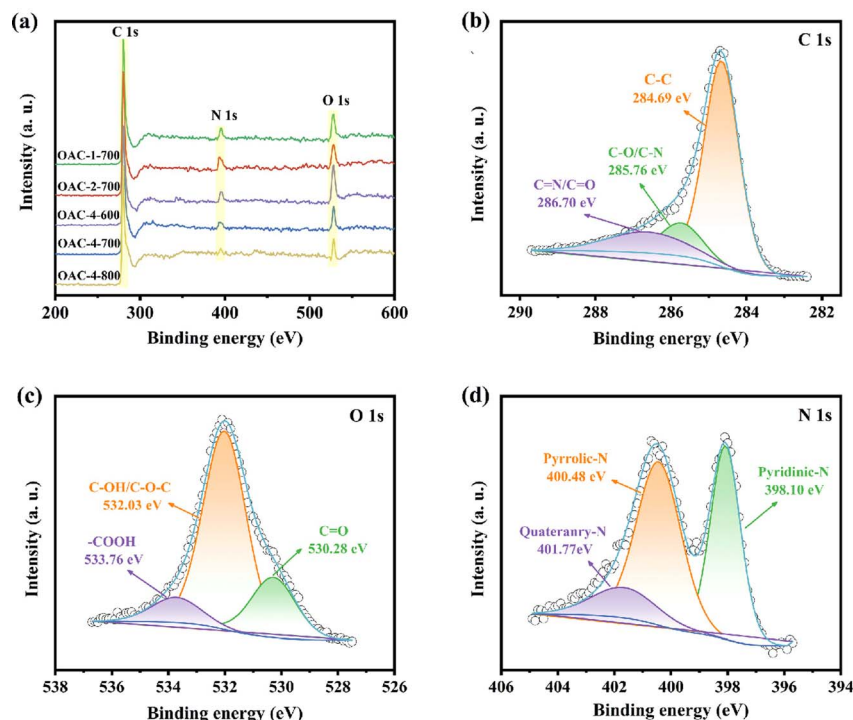 (a)
C 1s
N 1s
O 1s
OAC-1-700
OAC-2-700
OAC-4-600
OAC-4-700
OAC-4-800
200 300 400 500 600
Binding energy (eV)
Intensity (a. u.)
(b)
C 1s
C-C
284.69 eV
C-O/C-N
285.76 eV
C=N/C=O
286.70 eV
290 288 286 284 282
Binding energy (eV)
Intensity (a. u.)
(c)
O 1s
C-OH/C-O-C
532.03 eV
-COOH
533.76 eV
C=O
530.28 eV
538 536 534 532 530 528 526
Binding energy (eV)
Intensity (a. u.)
(d)
N 1s
Pyrrolic-N
400.48 eV
Pyridinic-N
398.10 eV
Quateranry-N
401.77eV
406 404 402 400 398 396 394
Binding energy (eV)
Intensity (a. u.)